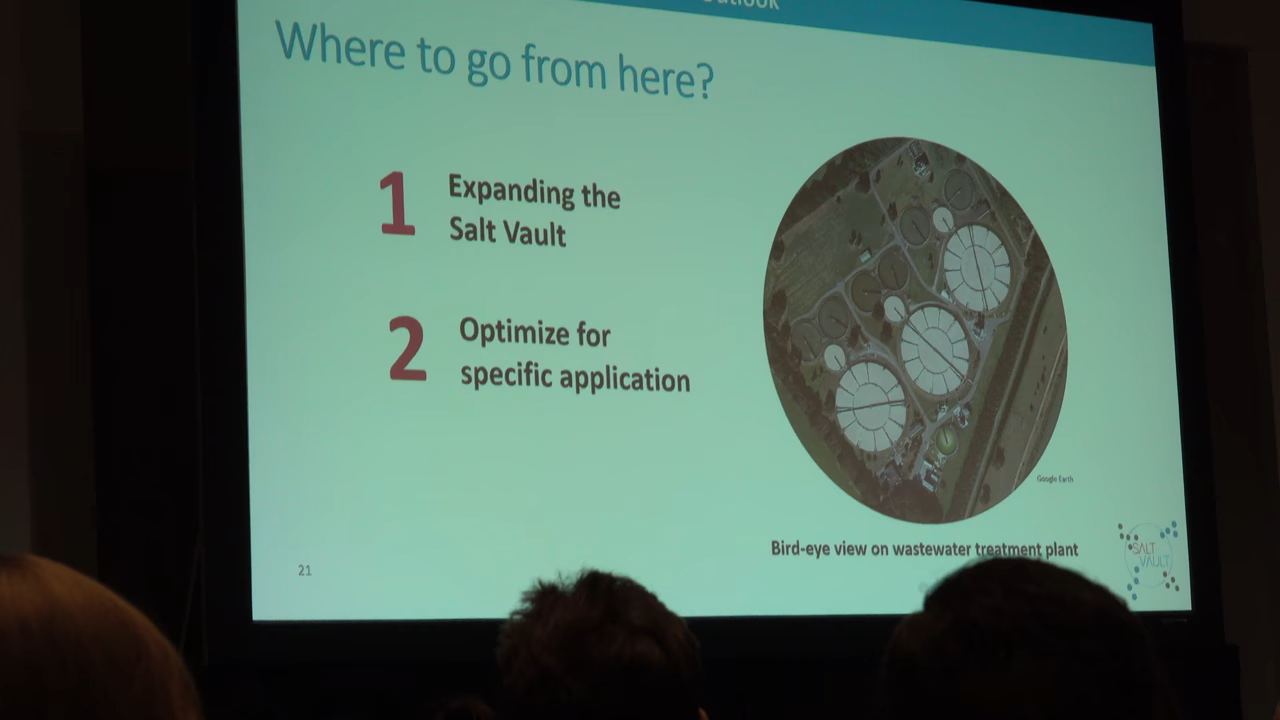 Where to go from here?
1 Expanding the
Salt Vault
2 Optimize for
specific application
Google Earth
Bird-eye view on wastewater treatment plant
21
SALT
VAULT